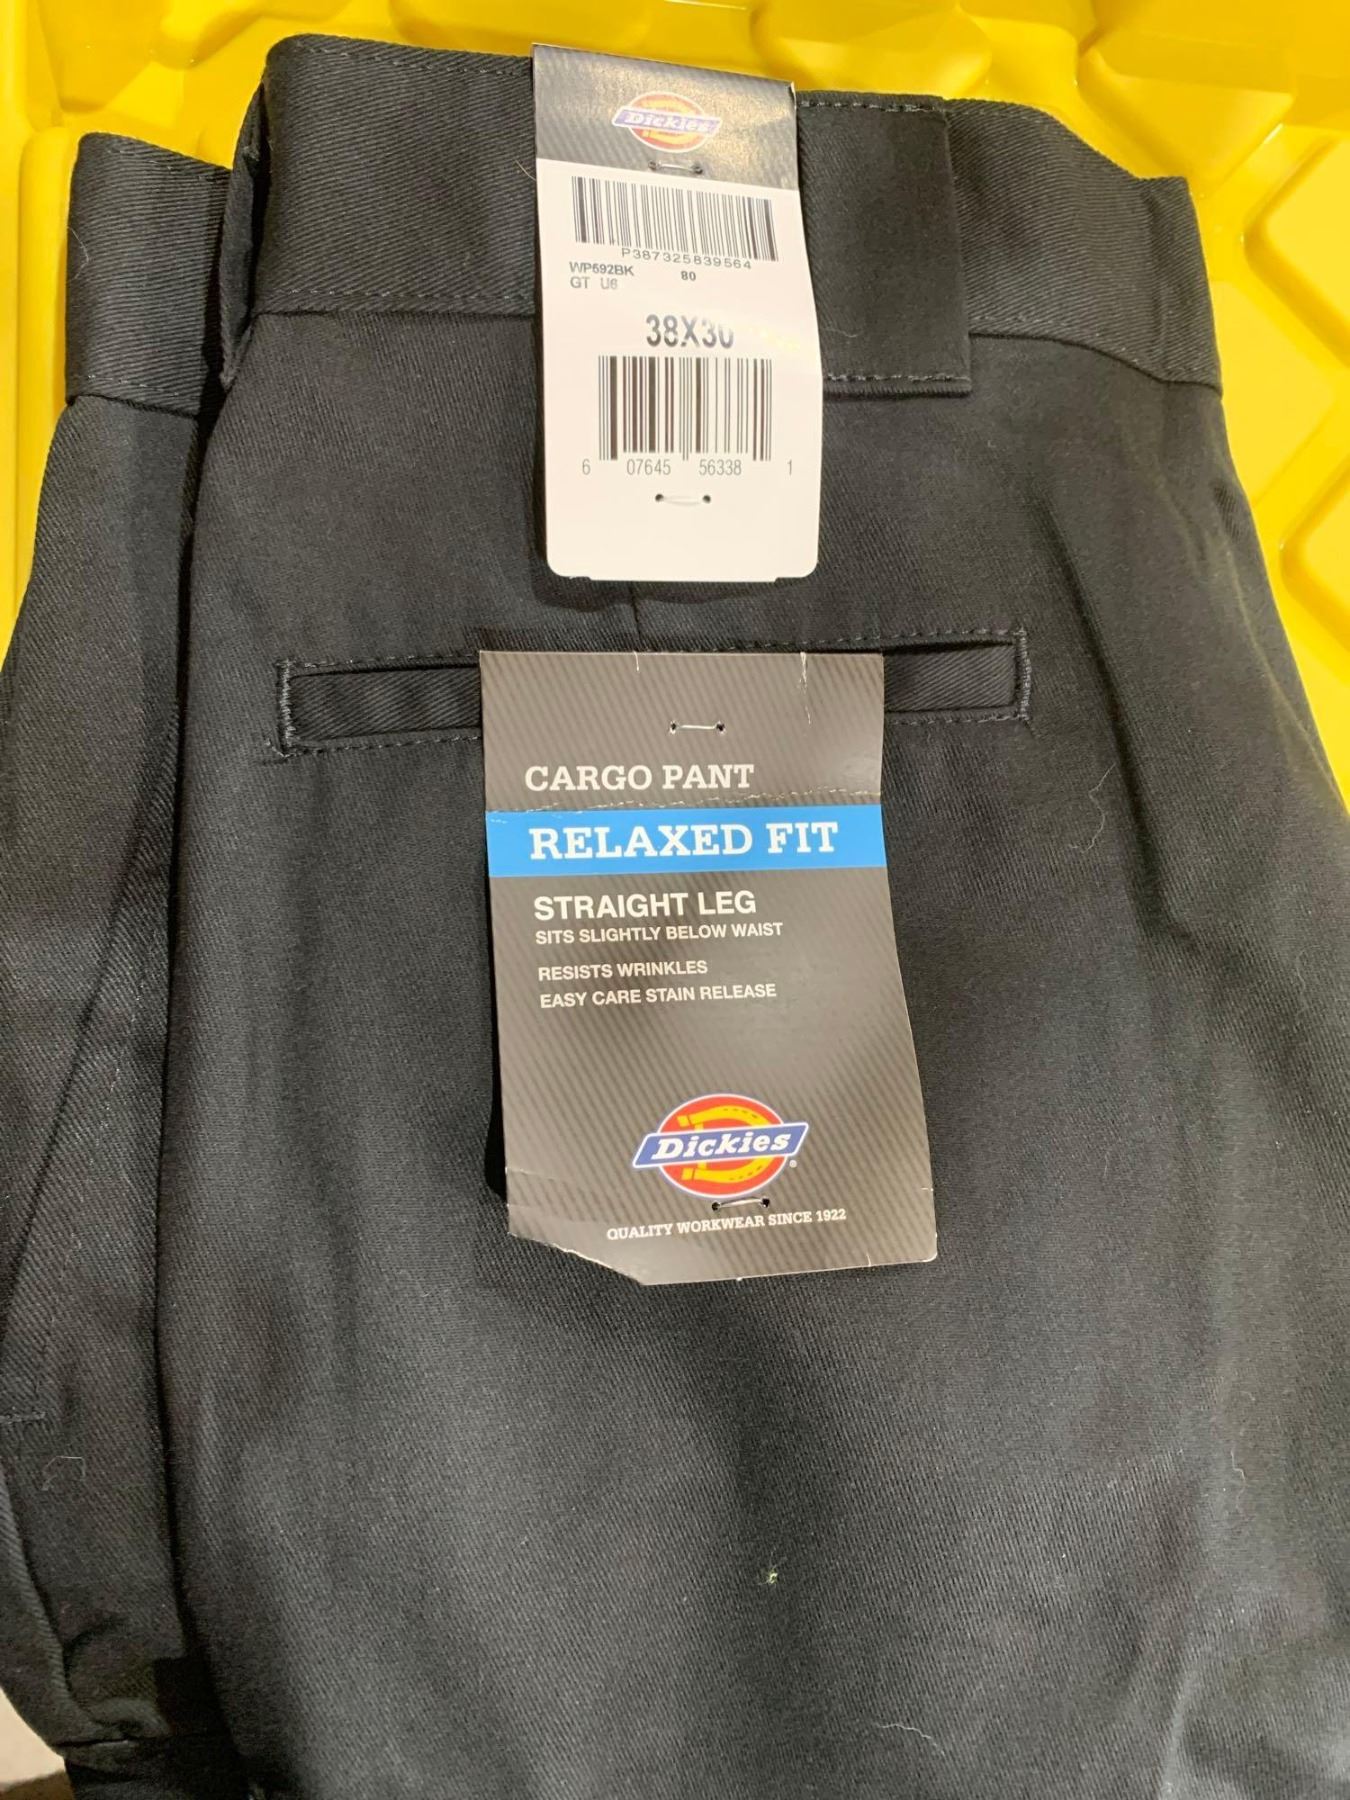 Dickies
P387325839564
WP592BK 80
GT U6
38X30
6 07645 56338 1
CARGO PANT
RELAXED FIT
STRAIGHT LEG
SITS SLIGHTLY BELOW WAIST
RESISTS WRINKLES
EASY CARE STAIN RELEASE
Dickies®
QUALITY WORKWEAR SINCE 1922